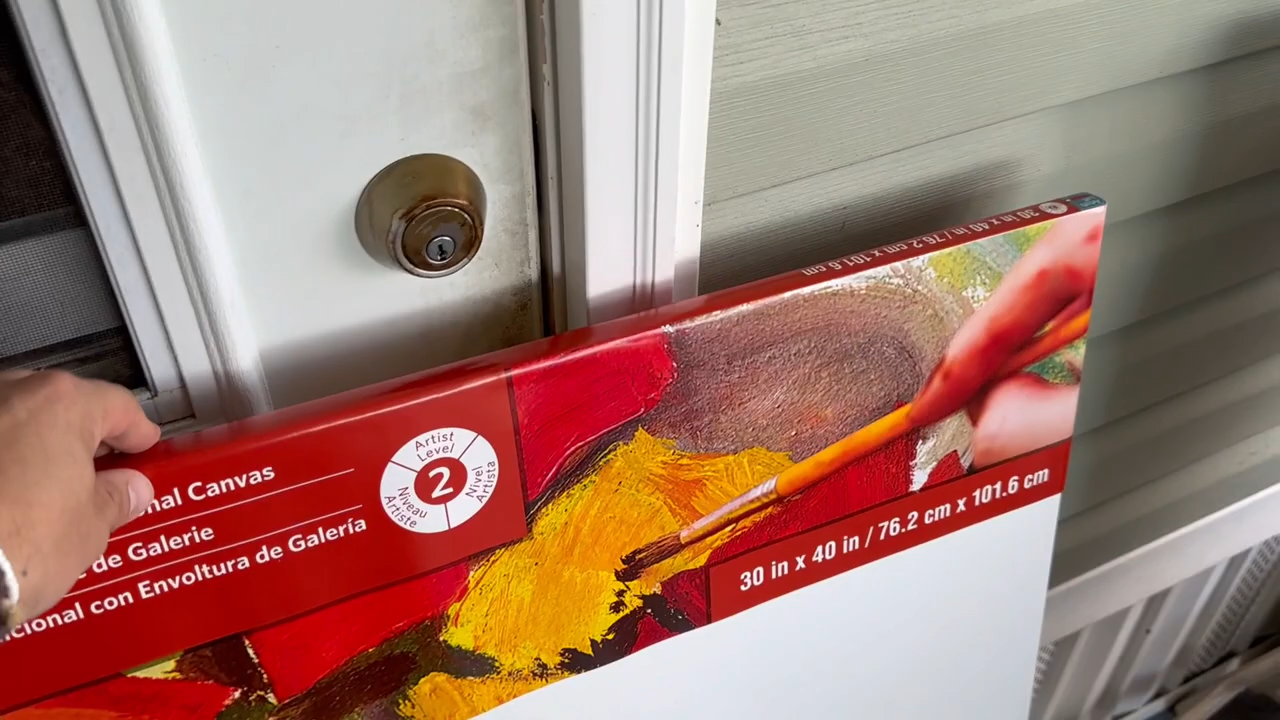 30 in x 40 in / 76.2 cm x 101.6 cm
nal Canvas
de Galerie
cional con Envoltura de Galería
Artist
Level
2
Nivel
Artista
Niveau
Artiste
30 in x 40 in / 76.2 cm x 101.6 cm